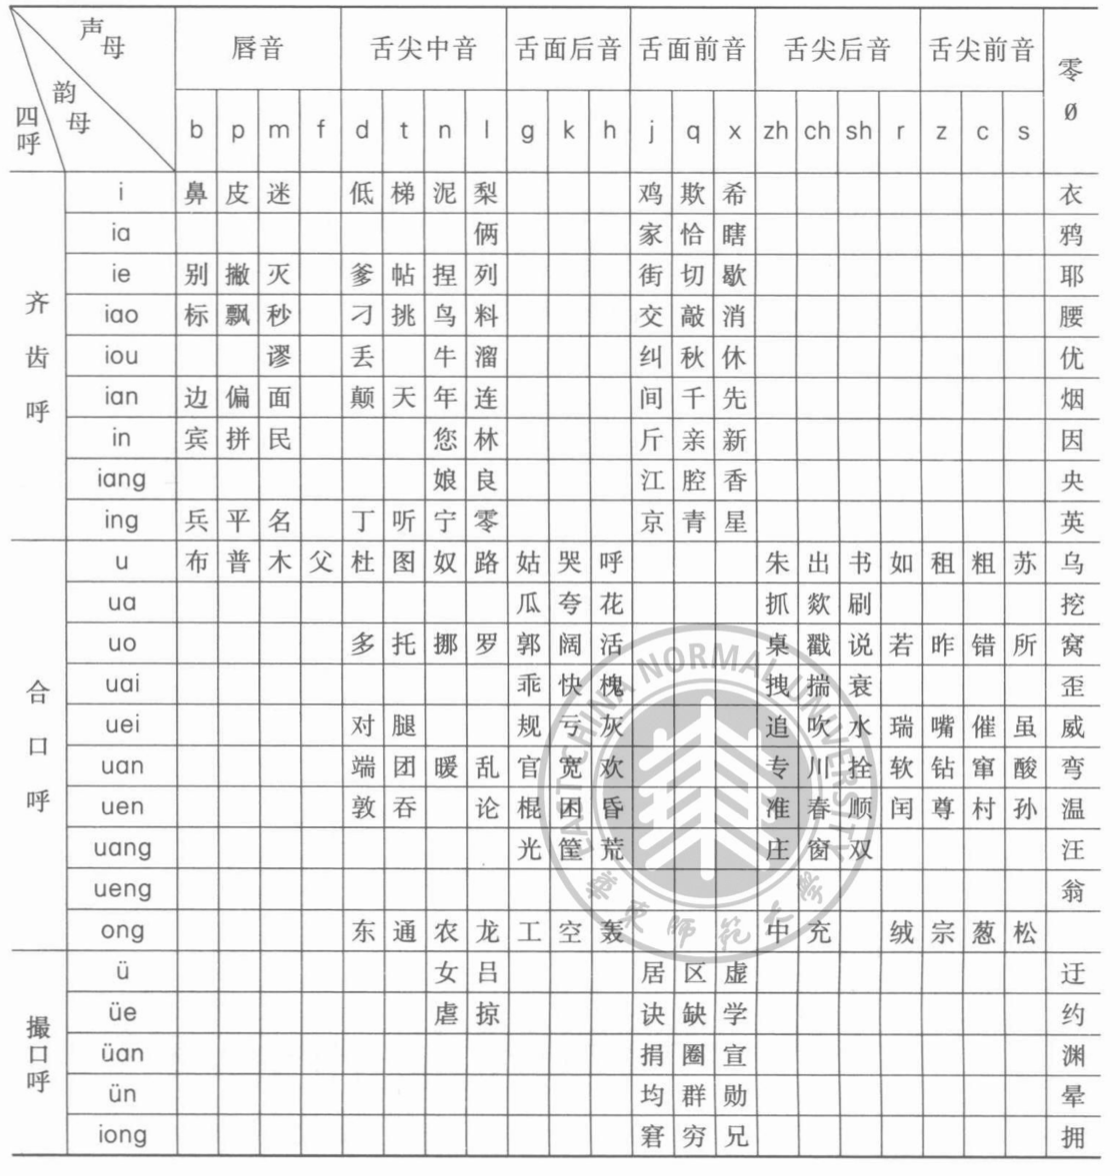 声母 唇音 舌尖中音 舌面后音 舌面前音 舌尖后音 舌尖前音 零
韵母
四呼 b p m f d t n l g k h j q x zh ch sh r z c s Ø
齐齿呼
i 鼻 皮 迷 低 梯 泥 梨 鸡 欺 希 衣
ia 俩 家 恰 瞎 鸦
ie 别 撇 灭 爹 帖 捏 列 街 切 歇 耶
iao 标 飘 秒 刁 挑 鸟 料 交 敲 消 腰
iou 谬 丢 牛 溜 纠 秋 休 优
ian 边 偏 面 颠 天 年 连 间 千 先 烟
in 宾 拼 民 您 林 斤 亲 新 因
iang 娘 良 江 腔 香 央
ing 兵 平 名 丁 听 宁 零 京 青 星 英
合口呼
u 布 普 木 父 杜 图 奴 路 姑 哭 呼 朱 出 书 如 租 粗 苏 乌
ua 瓜 夸 花 抓 欻 刷 挖
uo 多 托 挪 罗 郭 阔 活 桌 戳 说 若 昨 错 所 窝
uai 乖 快 槐 拽 揣 衰 歪
uei 对 腿 规 亏 灰 追 吹 水 瑞 嘴 催 虽 威
uan 端 团 暖 乱 官 宽 欢 专 川 拴 软 钻 窜 酸 弯
uen 敦 吞 论 棍 困 昏 准 春 顺 闰 尊 村 孙 温
uang 光 筐 荒 庄 窗 双 汪
ueng 翁
ong 东 通 农 龙 工 空 轰 中 充 绒 宗 葱 松
撮口呼
ü 女 吕 居 区 虚 迂
üe 虐 掠 诀 缺 学 约
üan 捐 圈 宣 渊
ün 均 群 勋 晕
iong 窘 穷 兄 拥
EAST CHINA NORMAL UNIVERSITY
华东师范大学